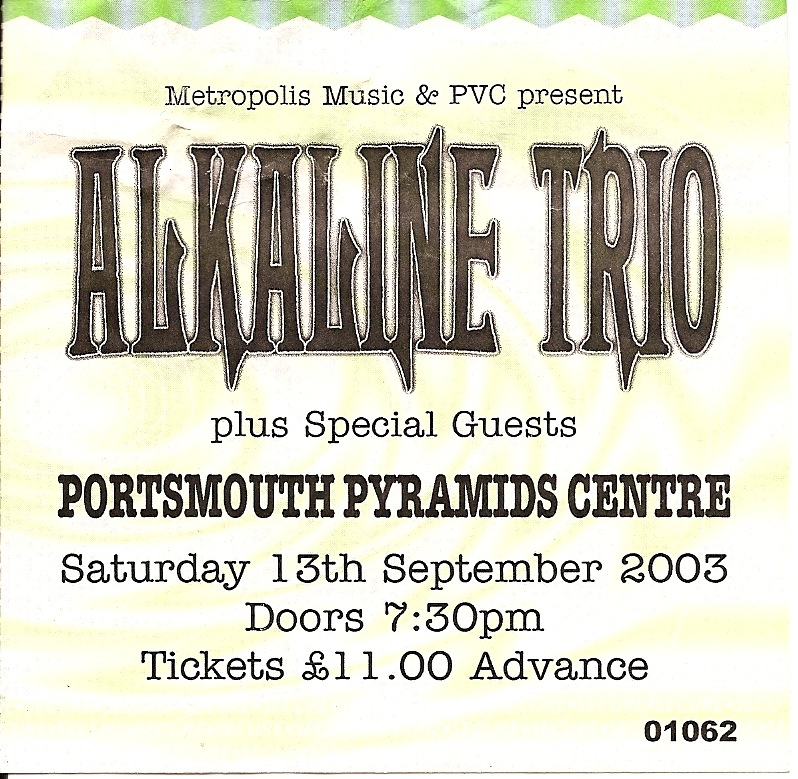 Metropolis Music & PVC present
ALKALINE TRIO
plus Special Guests
PORTSMOUTH PYRAMIDS CENTRE
Saturday 13th September 2003
Doors 7:30pm
Tickets £11.00 Advance
01062